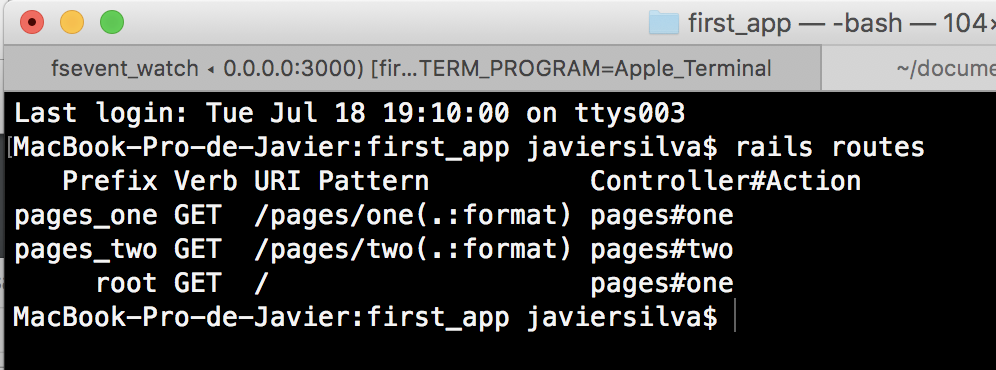 first_app — -bash — 104×
fsevent_watch ◂ 0.0.0.0:3000) [fir...TERM_PROGRAM=Apple_Terminal
~/docume
Last login: Tue Jul 18 19:10:00 on ttys003
[MacBook-Pro-de-Javier:first_app javiersilva$ rails routes
   Prefix Verb URI Pattern          Controller#Action
pages_one GET  /pages/one(.:format) pages#one
pages_two GET  /pages/two(.:format) pages#two
     root GET  /                    pages#one
MacBook-Pro-de-Javier:first_app javiersilva$